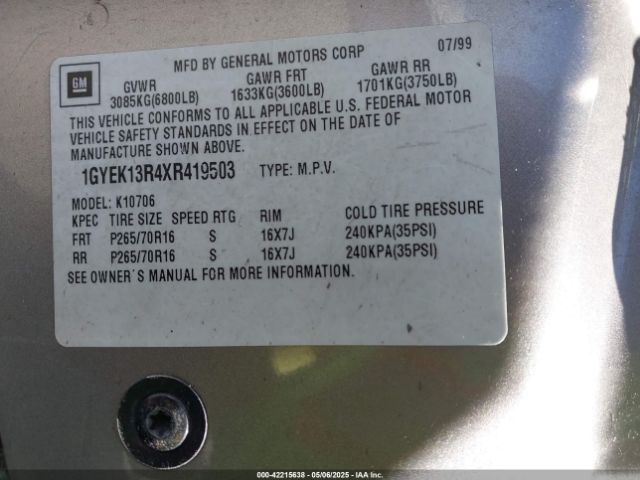 MFD BY GENERAL MOTORS CORP 07/99
GM
GVWR GAWR FRT GAWR RR
3085KG(6800LB) 1633KG(3600LB) 1701KG(3750LB)
THIS VEHICLE CONFORMS TO ALL APPLICABLE U.S. FEDERAL MOTOR
VEHICLE SAFETY STANDARDS IN EFFECT ON THE DATE OF
MANUFACTURE SHOWN ABOVE.
1GYEK13R4XR419503 TYPE: M.P.V.
MODEL: K10706
KPEC TIRE SIZE SPEED RTG RIM COLD TIRE PRESSURE
FRT P265/70R16 S 16X7J 240KPA(35PSI)
RR P265/70R16 S 16X7J 240KPA(35PSI)
SEE OWNER'S MANUAL FOR MORE INFORMATION.
000-42215638 - 05/06/2025 - IAA Inc.